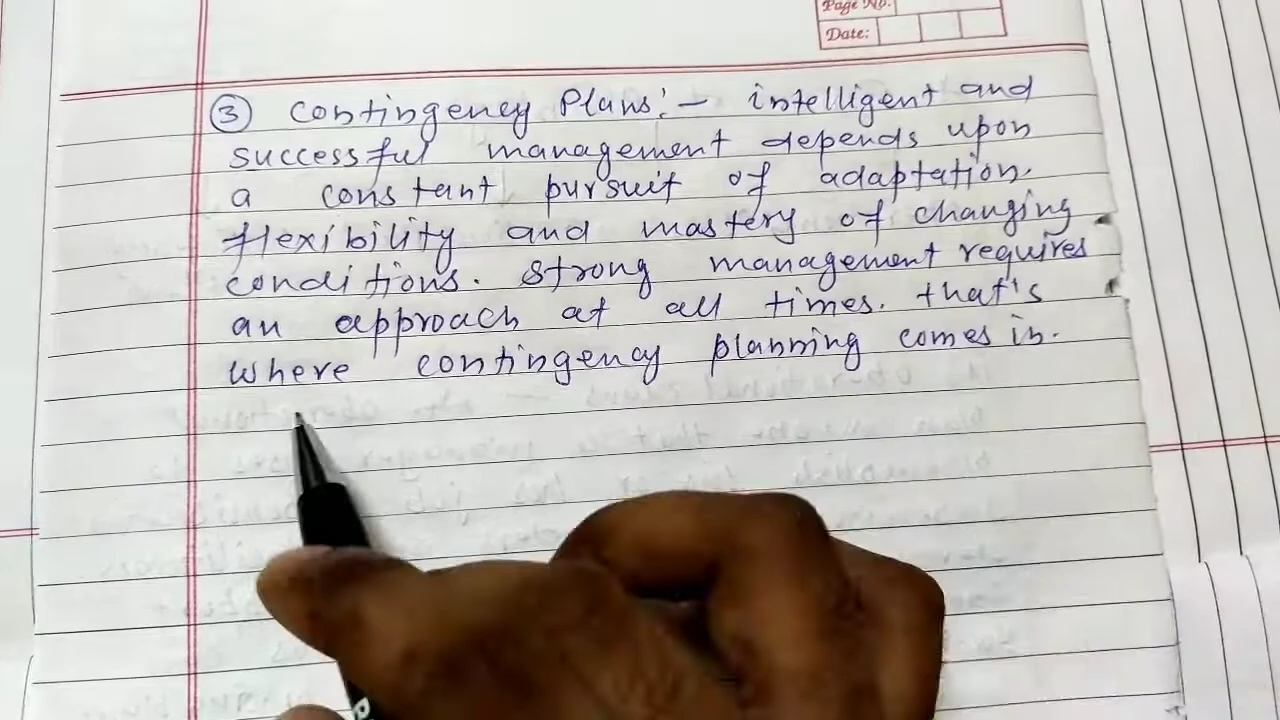 Page No.
Date:
③ Contingency Plans:- intelligent and
successful management depends upon
a constant pursuit of adaptation.
flexibility and mastery of changing
conditions. strong management requires
an approach at all times. that's
where contingency planning comes in.